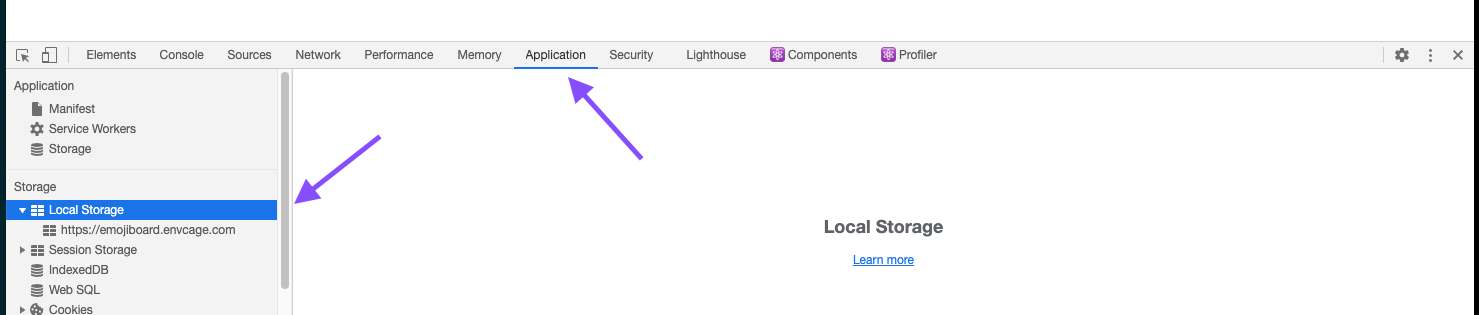 Elements Console Sources Network Performance Memory Application Security Lighthouse Components Profiler
Application
Manifest
Service Workers
Storage
Storage
Local Storage
https://emojiboard.envcage.com
Session Storage
IndexedDB
Web SQL
Cookies
Local Storage
Learn more